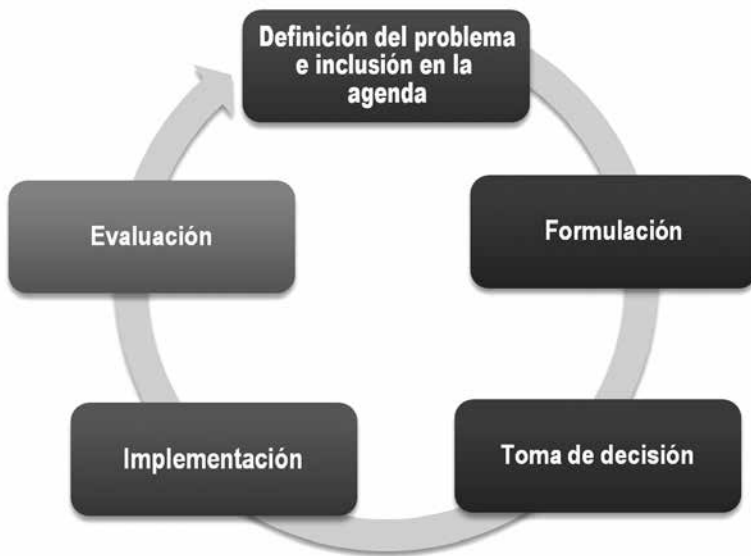 Definición del problema
e inclusión en la
agenda
Formulación
Toma de decisión
Implementación
Evaluación